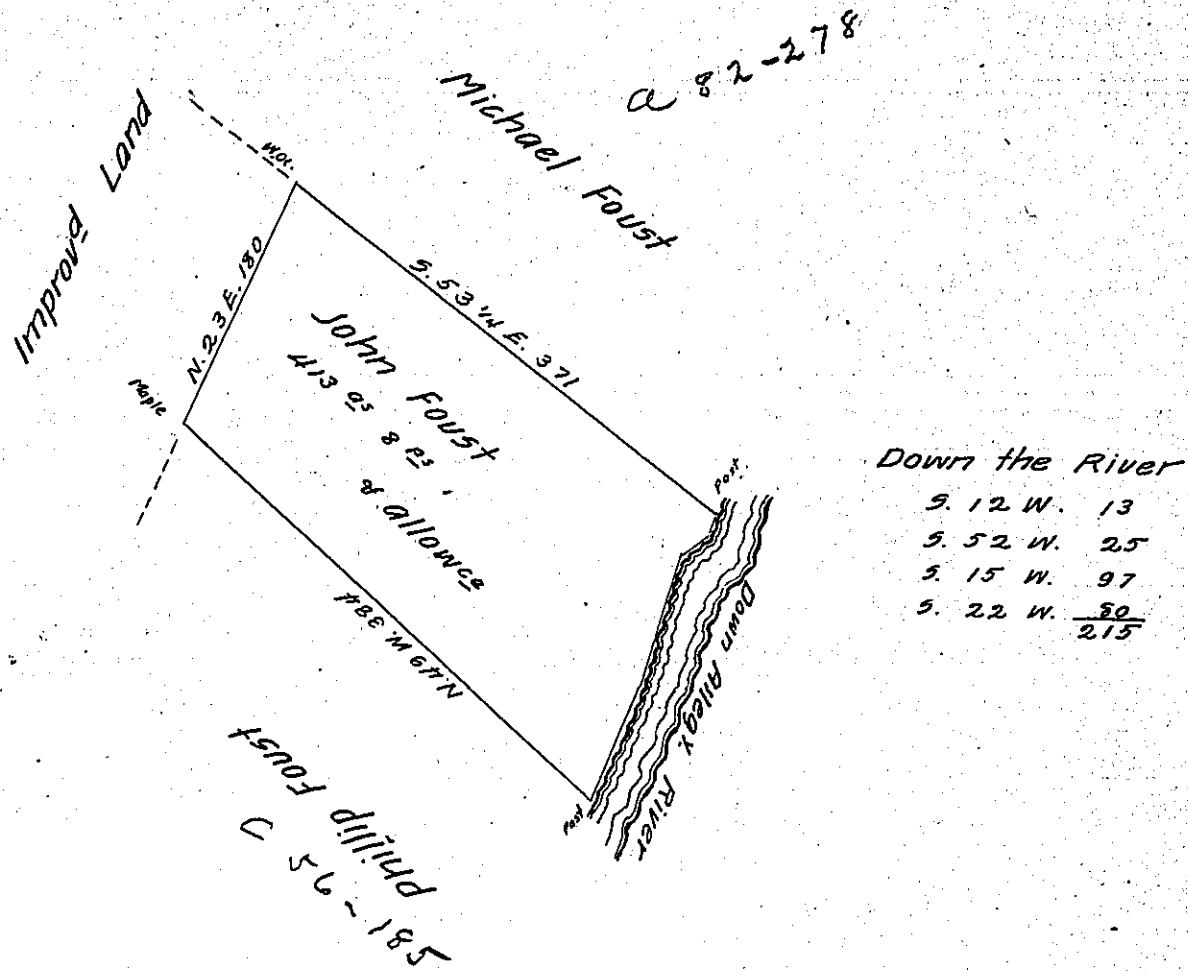 a 82-278
Michael Foust
Improvd Land
W.O.
N. 23 E. 180
S. 53 1/4 E. 371
John Foust
413 as 8 ps
& allowce
Maple
Post
N. 49 W. 384
Post
Down Allegy. River
Phillip Foust
C 56-185
Down the River
S. 12 W. 13
S. 52 W. 25
S. 15 W. 97
S. 22 W. 80
215